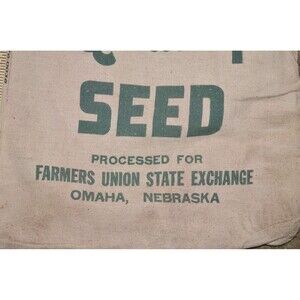 SEED
PROCESSED FOR
FARMERS UNION STATE EXCHANGE
OMAHA, NEBRASKA